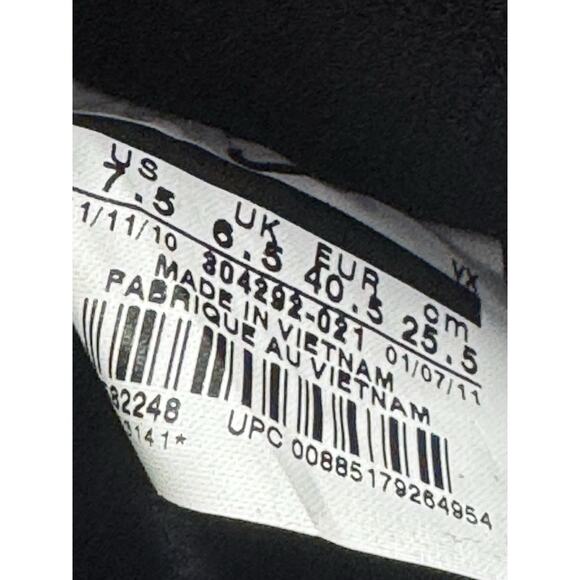 US UK EUR cm
7.5 6.5 40.5 25.5
1/11/10 304292-021 01/07/11
VX
MADE IN VIETNAM
FABRIQUE AU VIETNAM
82248 UPC 00885179264954
141*